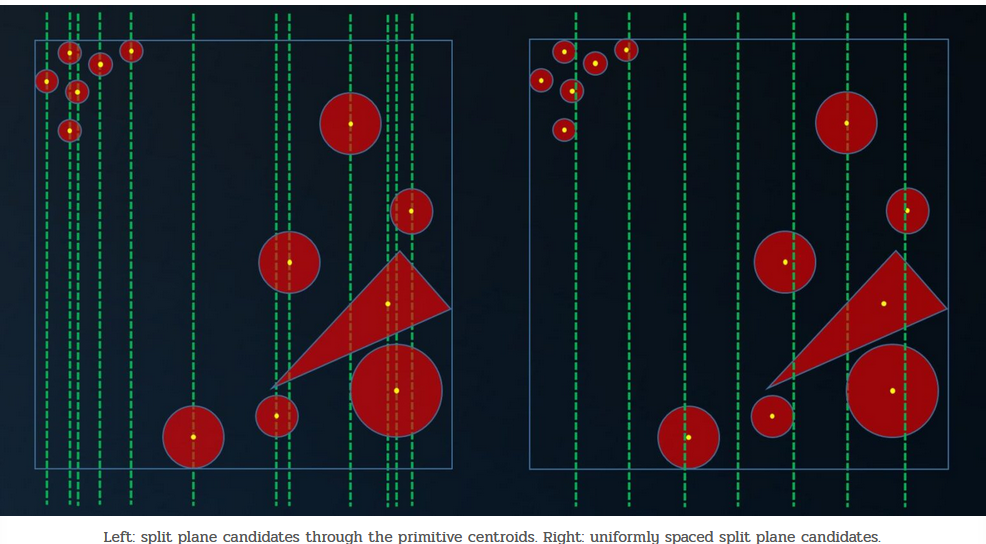 Left: split plane candidates through the primitive centroids. Right: uniformly spaced split plane candidates.